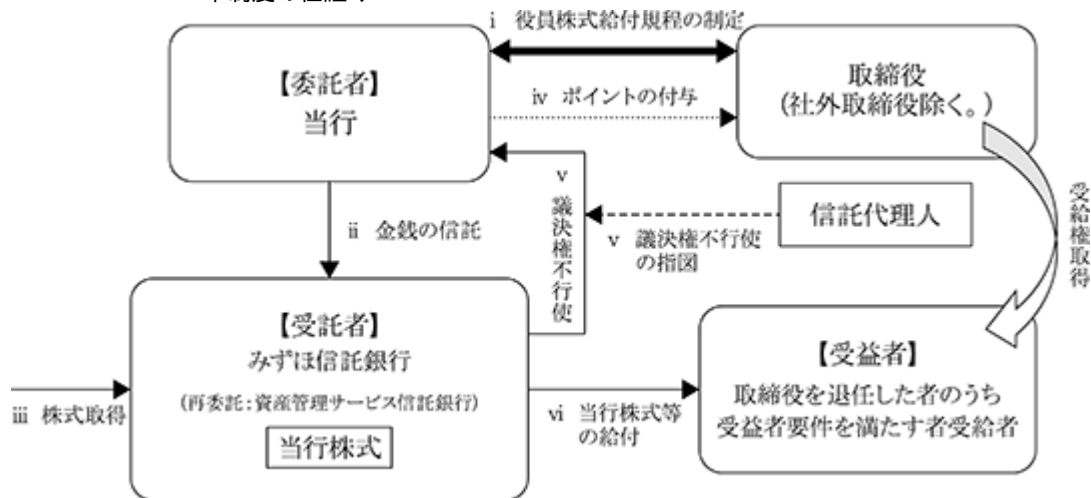 i 役員株式給付規程の制定
【委託者】
当行
取締役
(社外取締役除く。)
iv ポイントの付与
v 議決権不行使
信託代理人
v 議決権不行使
の指図
受給権取得
ii 金銭の信託
【受託者】
みずほ信託銀行
(再委託:資産管理サービス信託銀行)
当行株式
iii 株式取得
vi 当行株式等
の給付
【受益者】
取締役を退任した者のうち
受益者要件を満たす者受給者